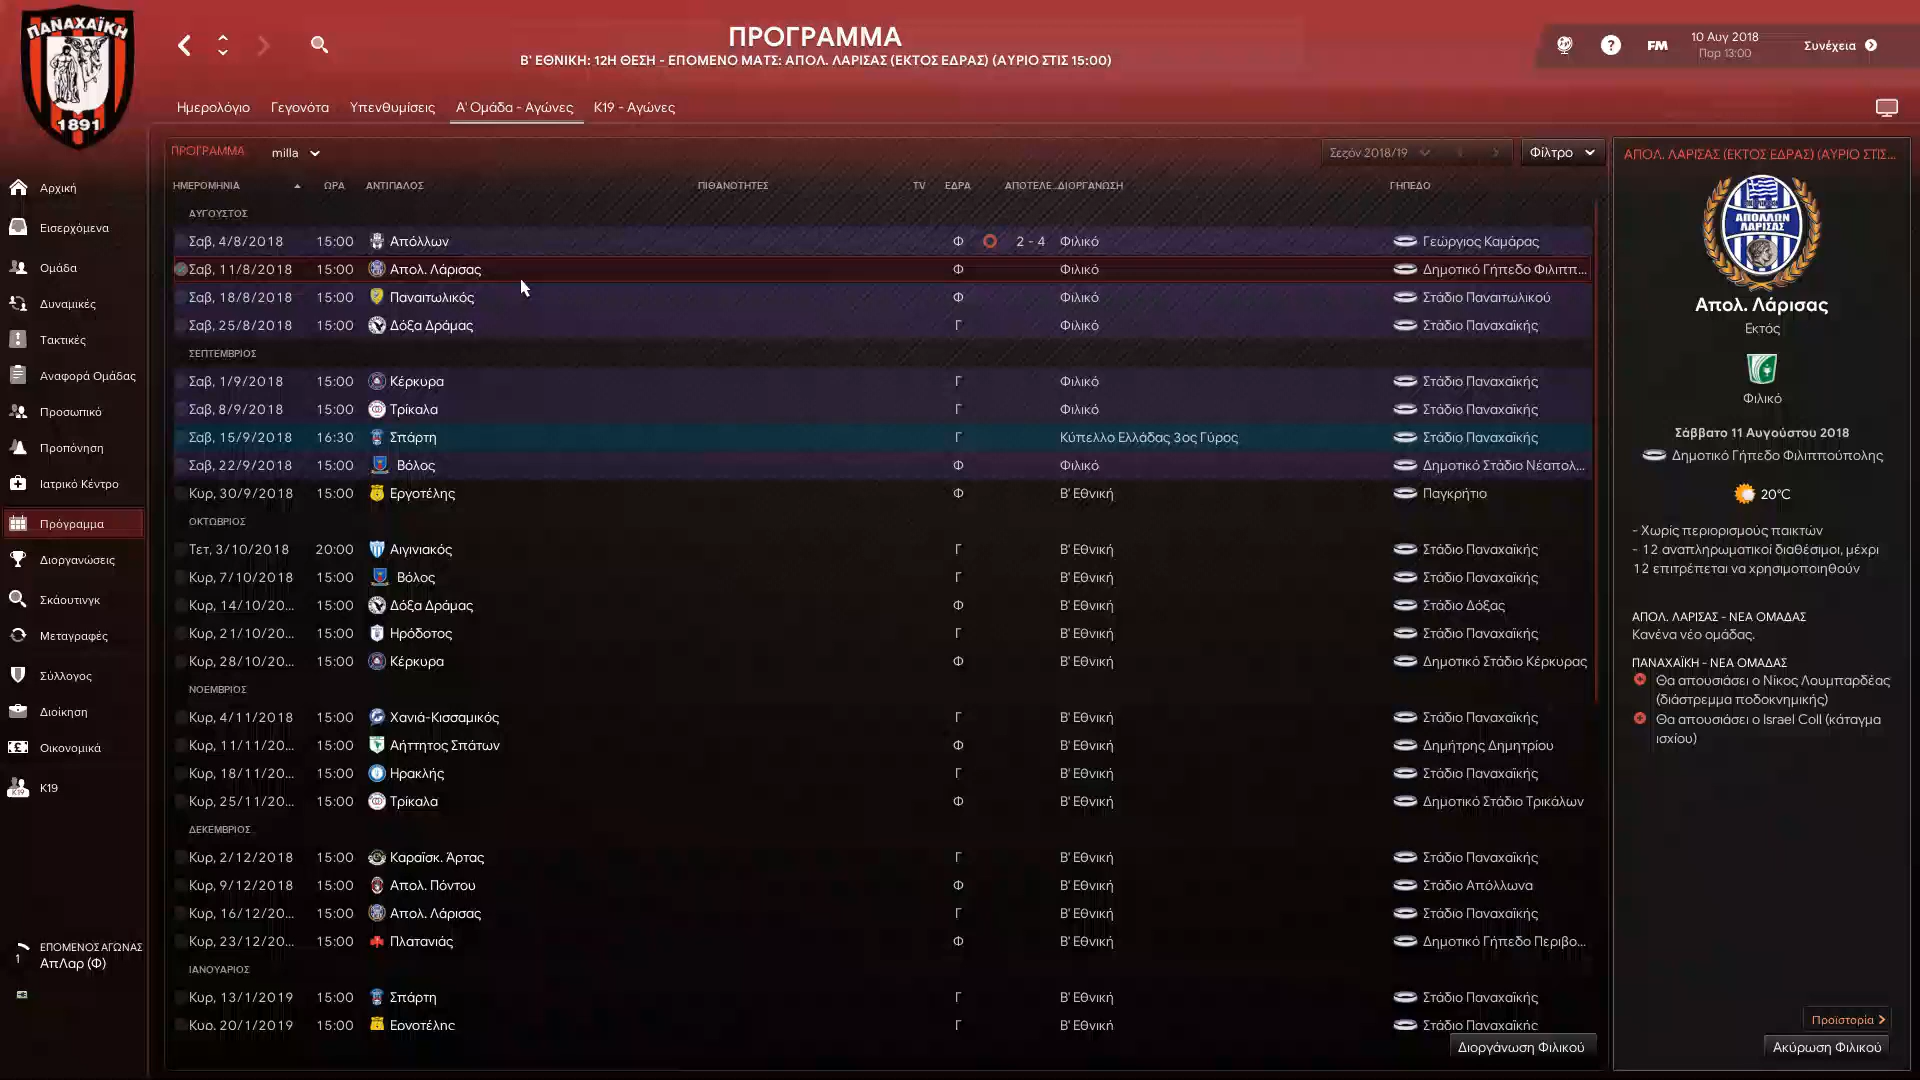 ΠΑΝΑΧΑΪΚΗ
1891
ΠΡΟΓΡΑΜΜΑ
Β' ΕΘΝΙΚΗ: 12Η ΘΕΣΗ - ΕΠΟΜΕΝΟ ΜΑΤΣ: ΑΠΟΛ. ΛΑΡΙΣΑΣ (ΕΚΤΟΣ ΕΔΡΑΣ) (ΑΥΡΙΟ ΣΤΙΣ 15:00)
FM
10 Αυγ 2018
Παρ 13:00
Συνέχεια
Ημερολόγιο Γεγονότα Υπενθυμίσεις Α' Ομάδα - Αγώνες Κ19 - Αγώνες
Αρχική
Εισερχόμενα
Ομάδα
Δυναμικές
Τακτικές
Αναφορά Ομάδας
Προσωπικό
Προπόνηση
Ιατρικό Κέντρο
Πρόγραμμα
Διοργανώσεις
Σκάουτινγκ
Μεταγραφές
Σύλλογος
Διοίκηση
Οικονομικά
Κ19
ΕΠΟΜΕΝΟΣ ΑΓΩΝΑΣ
1 ΑπΛαρ (Φ)
ΠΡΟΓΡΑΜΜΑ milla Σεζόν 2018/19 Φίλτρο
ΗΜΕΡΟΜΗΝΙΑ ΩΡΑ ΑΝΤΙΠΑΛΟΣ ΠΙΘΑΝΟΤΗΤΕΣ TV ΕΔΡΑ ΑΠΟΤΕΛΕ... ΔΙΟΡΓΑΝΩΣΗ ΓΗΠΕΔΟ
ΑΥΓΟΥΣΤΟΣ
Σαβ, 4/8/2018 15:00 Απόλλων Φ 2 - 4 Φιλικό Γεώργιος Καμάρας
Σαβ, 11/8/2018 15:00 Απολ. Λάρισας Φ Φιλικό Δημοτικό Γήπεδο Φιλιππ...
Σαβ, 18/8/2018 15:00 Παναιτωλικός Φ Φιλικό Στάδιο Παναιτωλικού
Σαβ, 25/8/2018 15:00 Δόξα Δράμας Γ Φιλικό Στάδιο Παναχαϊκής
ΣΕΠΤΕΜΒΡΙΟΣ
Σαβ, 1/9/2018 15:00 Κέρκυρα Γ Φιλικό Στάδιο Παναχαϊκής
Σαβ, 8/9/2018 15:00 Τρίκαλα Γ Φιλικό Στάδιο Παναχαϊκής
Σαβ, 15/9/2018 16:30 Σπάρτη Γ Κύπελλο Ελλάδας 3ος Γύρος Στάδιο Παναχαϊκής
Σαβ, 22/9/2018 15:00 Βόλος Φ Φιλικό Δημοτικό Στάδιο Νέαπολ...
Κυρ, 30/9/2018 15:00 Εργοτέλης Φ Β' Εθνική Παγκρήτιο
ΟΚΤΩΒΡΙΟΣ
Τετ, 3/10/2018 20:00 Αιγινιακός Γ Β' Εθνική Στάδιο Παναχαϊκής
Κυρ, 7/10/2018 15:00 Βόλος Γ Β' Εθνική Στάδιο Παναχαϊκής
Κυρ, 14/10/20... 15:00 Δόξα Δράμας Φ Β' Εθνική Στάδιο Δόξας
Κυρ, 21/10/20... 15:00 Ηρόδοτος Γ Β' Εθνική Στάδιο Παναχαϊκής
Κυρ, 28/10/20... 15:00 Κέρκυρα Φ Β' Εθνική Δημοτικό Στάδιο Κέρκυρας
ΝΟΕΜΒΡΙΟΣ
Κυρ, 4/11/2018 15:00 Χανιά-Κισσαμικός Γ Β' Εθνική Στάδιο Παναχαϊκής
Κυρ, 11/11/20... 15:00 Αήττητος Σπάτων Φ Β' Εθνική Δημήτρης Δημητρίου
Κυρ, 18/11/20... 15:00 Ηρακλής Γ Β' Εθνική Στάδιο Παναχαϊκής
Κυρ, 25/11/20... 15:00 Τρίκαλα Φ Β' Εθνική Δημοτικό Στάδιο Τρικάλων
ΔΕΚΕΜΒΡΙΟΣ
Κυρ, 2/12/2018 15:00 Καραϊσκ. Άρτας Γ Β' Εθνική Στάδιο Παναχαϊκής
Κυρ, 9/12/2018 15:00 Απολ. Πόντου Φ Β' Εθνική Στάδιο Απόλλωνα
Κυρ, 16/12/20... 15:00 Απολ. Λάρισας Γ Β' Εθνική Στάδιο Παναχαϊκής
Κυρ, 23/12/20... 15:00 Πλατανιάς Φ Β' Εθνική Δημοτικό Γήπεδο Περιβο...
ΙΑΝΟΥΑΡΙΟΣ
Κυρ, 13/1/2019 15:00 Σπάρτη Γ Β' Εθνική Στάδιο Παναχαϊκής
Κυρ, 20/1/2019 15:00 Εργοτέλης Γ Β' Εθνική Στάδιο Παναχαϊκής
Διοργάνωση Φιλικού
ΑΠΟΛ. ΛΑΡΙΣΑΣ (ΕΚΤΟΣ ΕΔΡΑΣ) (ΑΥΡΙΟ ΣΤΙΣ...
ΑΠΟΛΛΩΝ
ΛΑΡΙΣΑΣ
Απολ. Λάρισας
Εκτός
Φιλικό
Σάββατο 11 Αυγούστου 2018
Δημοτικό Γήπεδο Φιλιππούπολης
20°C
- Χωρίς περιορισμούς παικτών
- 12 αναπληρωματικοί διαθέσιμοι, μέχρι
12 επιτρέπεται να χρησιμοποιηθούν
ΑΠΟΛ. ΛΑΡΙΣΑΣ - ΝΕΑ ΟΜΑΔΑΣ
Κανένα νέο ομάδας.
ΠΑΝΑΧΑΪΚΗ - ΝΕΑ ΟΜΑΔΑΣ
Θα απουσιάσει ο Νίκος Λουμπαρδέας
(διάστρεμμα ποδοκνημικής)
Θα απουσιάσει ο Israel Coll (κάταγμα
ισχίου)
Προϊστορία
Ακύρωση Φιλικού